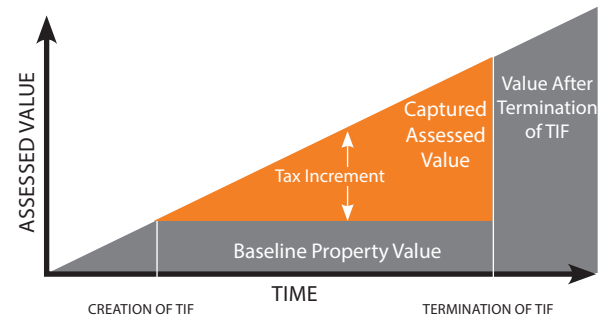 ASSESSED VALUE
Captured
Assessed
Value
Value After
Termination
of TIF
Tax Increment
Baseline Property Value
TIME
CREATION OF TIF
TERMINATION OF TIF